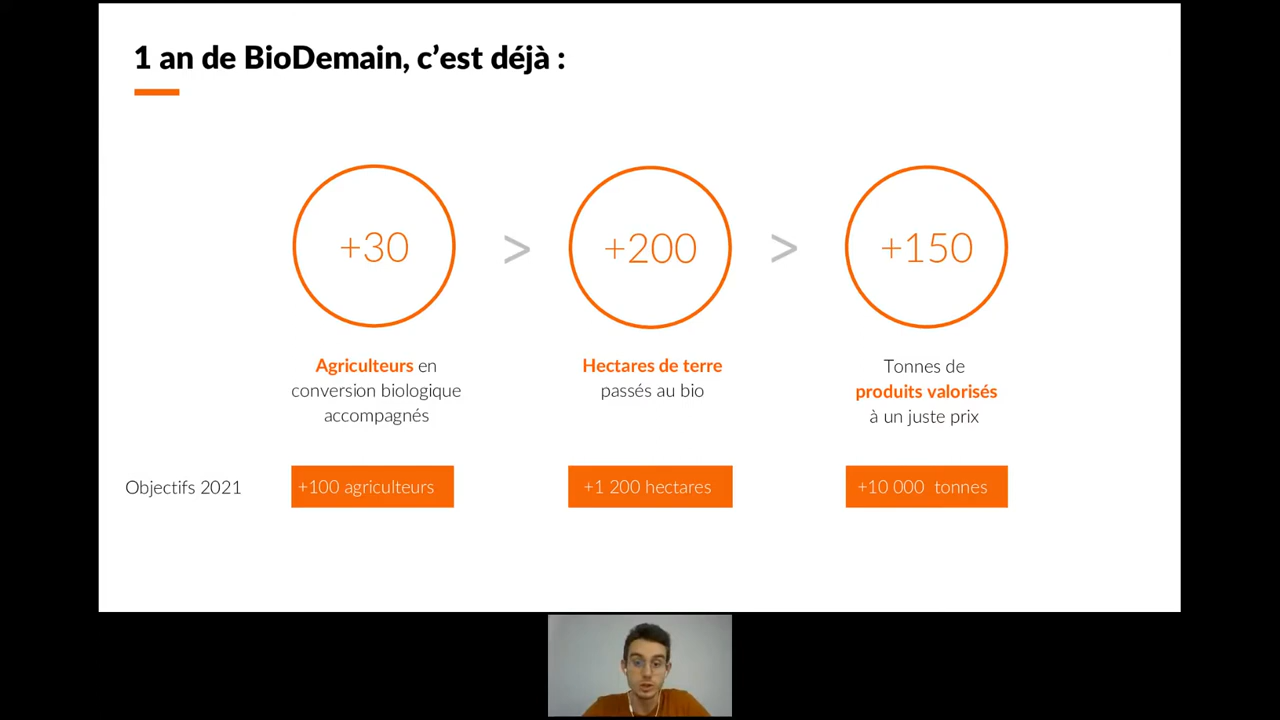 1 an de BioDemain, c’est déjà :
+30
>
+200
>
+150
Agriculteurs en
conversion biologique
accompagnés
Hectares de terre
passés au bio
Tonnes de
produits valorisés
à un juste prix
Objectifs 2021
+100 agriculteurs
+1 200 hectares
+10 000 tonnes